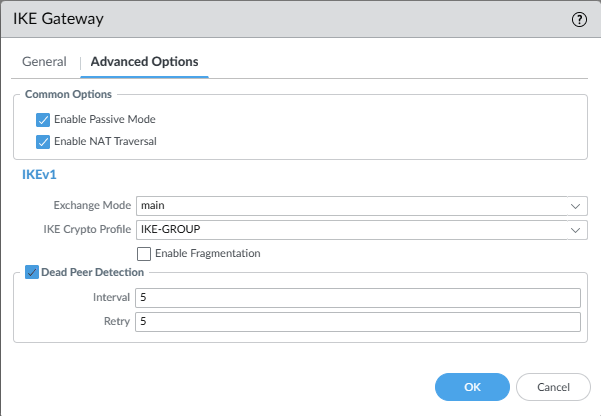 IKE Gateway
General | Advanced Options
Common Options
Enable Passive Mode
Enable NAT Traversal
IKEv1
Exchange Mode main
IKE Crypto Profile IKE-GROUP
Enable Fragmentation
Dead Peer Detection
Interval 5
Retry 5
OK Cancel